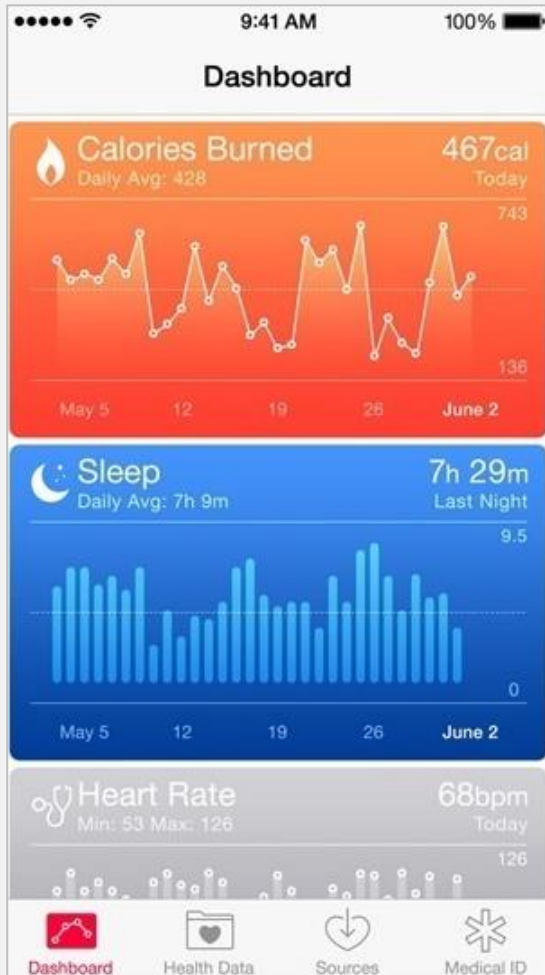 9:41 AM 100%
Dashboard
Calories Burned 467cal
Daily Avg: 428 Today
743
136
May 5 12 19 26 June 2
Sleep 7h 29m
Daily Avg: 7h 9m Last Night
9.5
0
May 5 12 19 26 June 2
Heart Rate 68bpm
Min: 53 Max: 126 Today
126
Dashboard Health Data Sources Medical ID